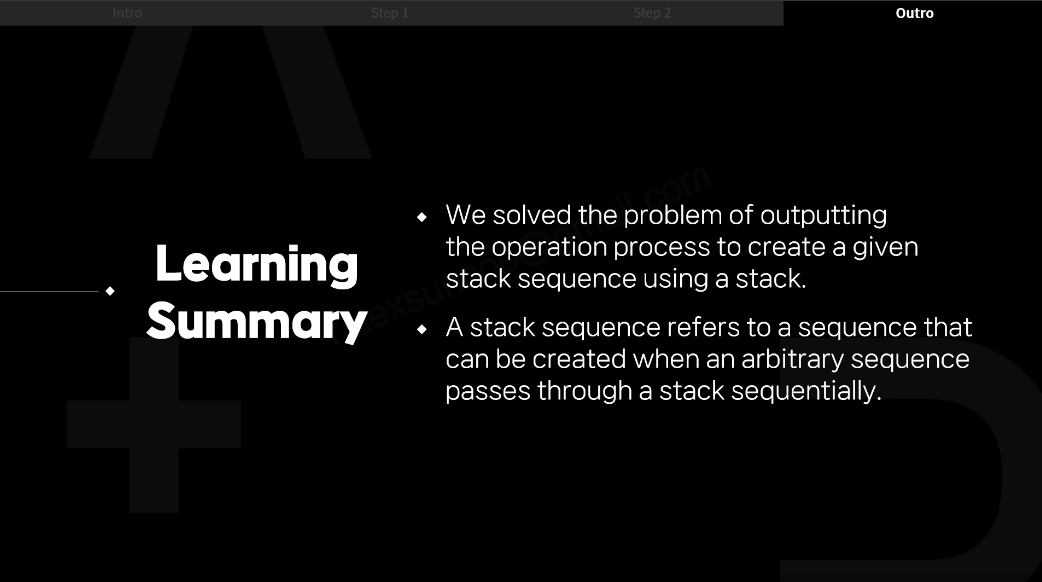 Intro
Step 1
Step 2
Outro
Learning
Summary
We solved the problem of outputting
the operation process to create a given
stack sequence using a stack.
A stack sequence refers to a sequence that
can be created when an arbitrary sequence
passes through a stack sequentially.